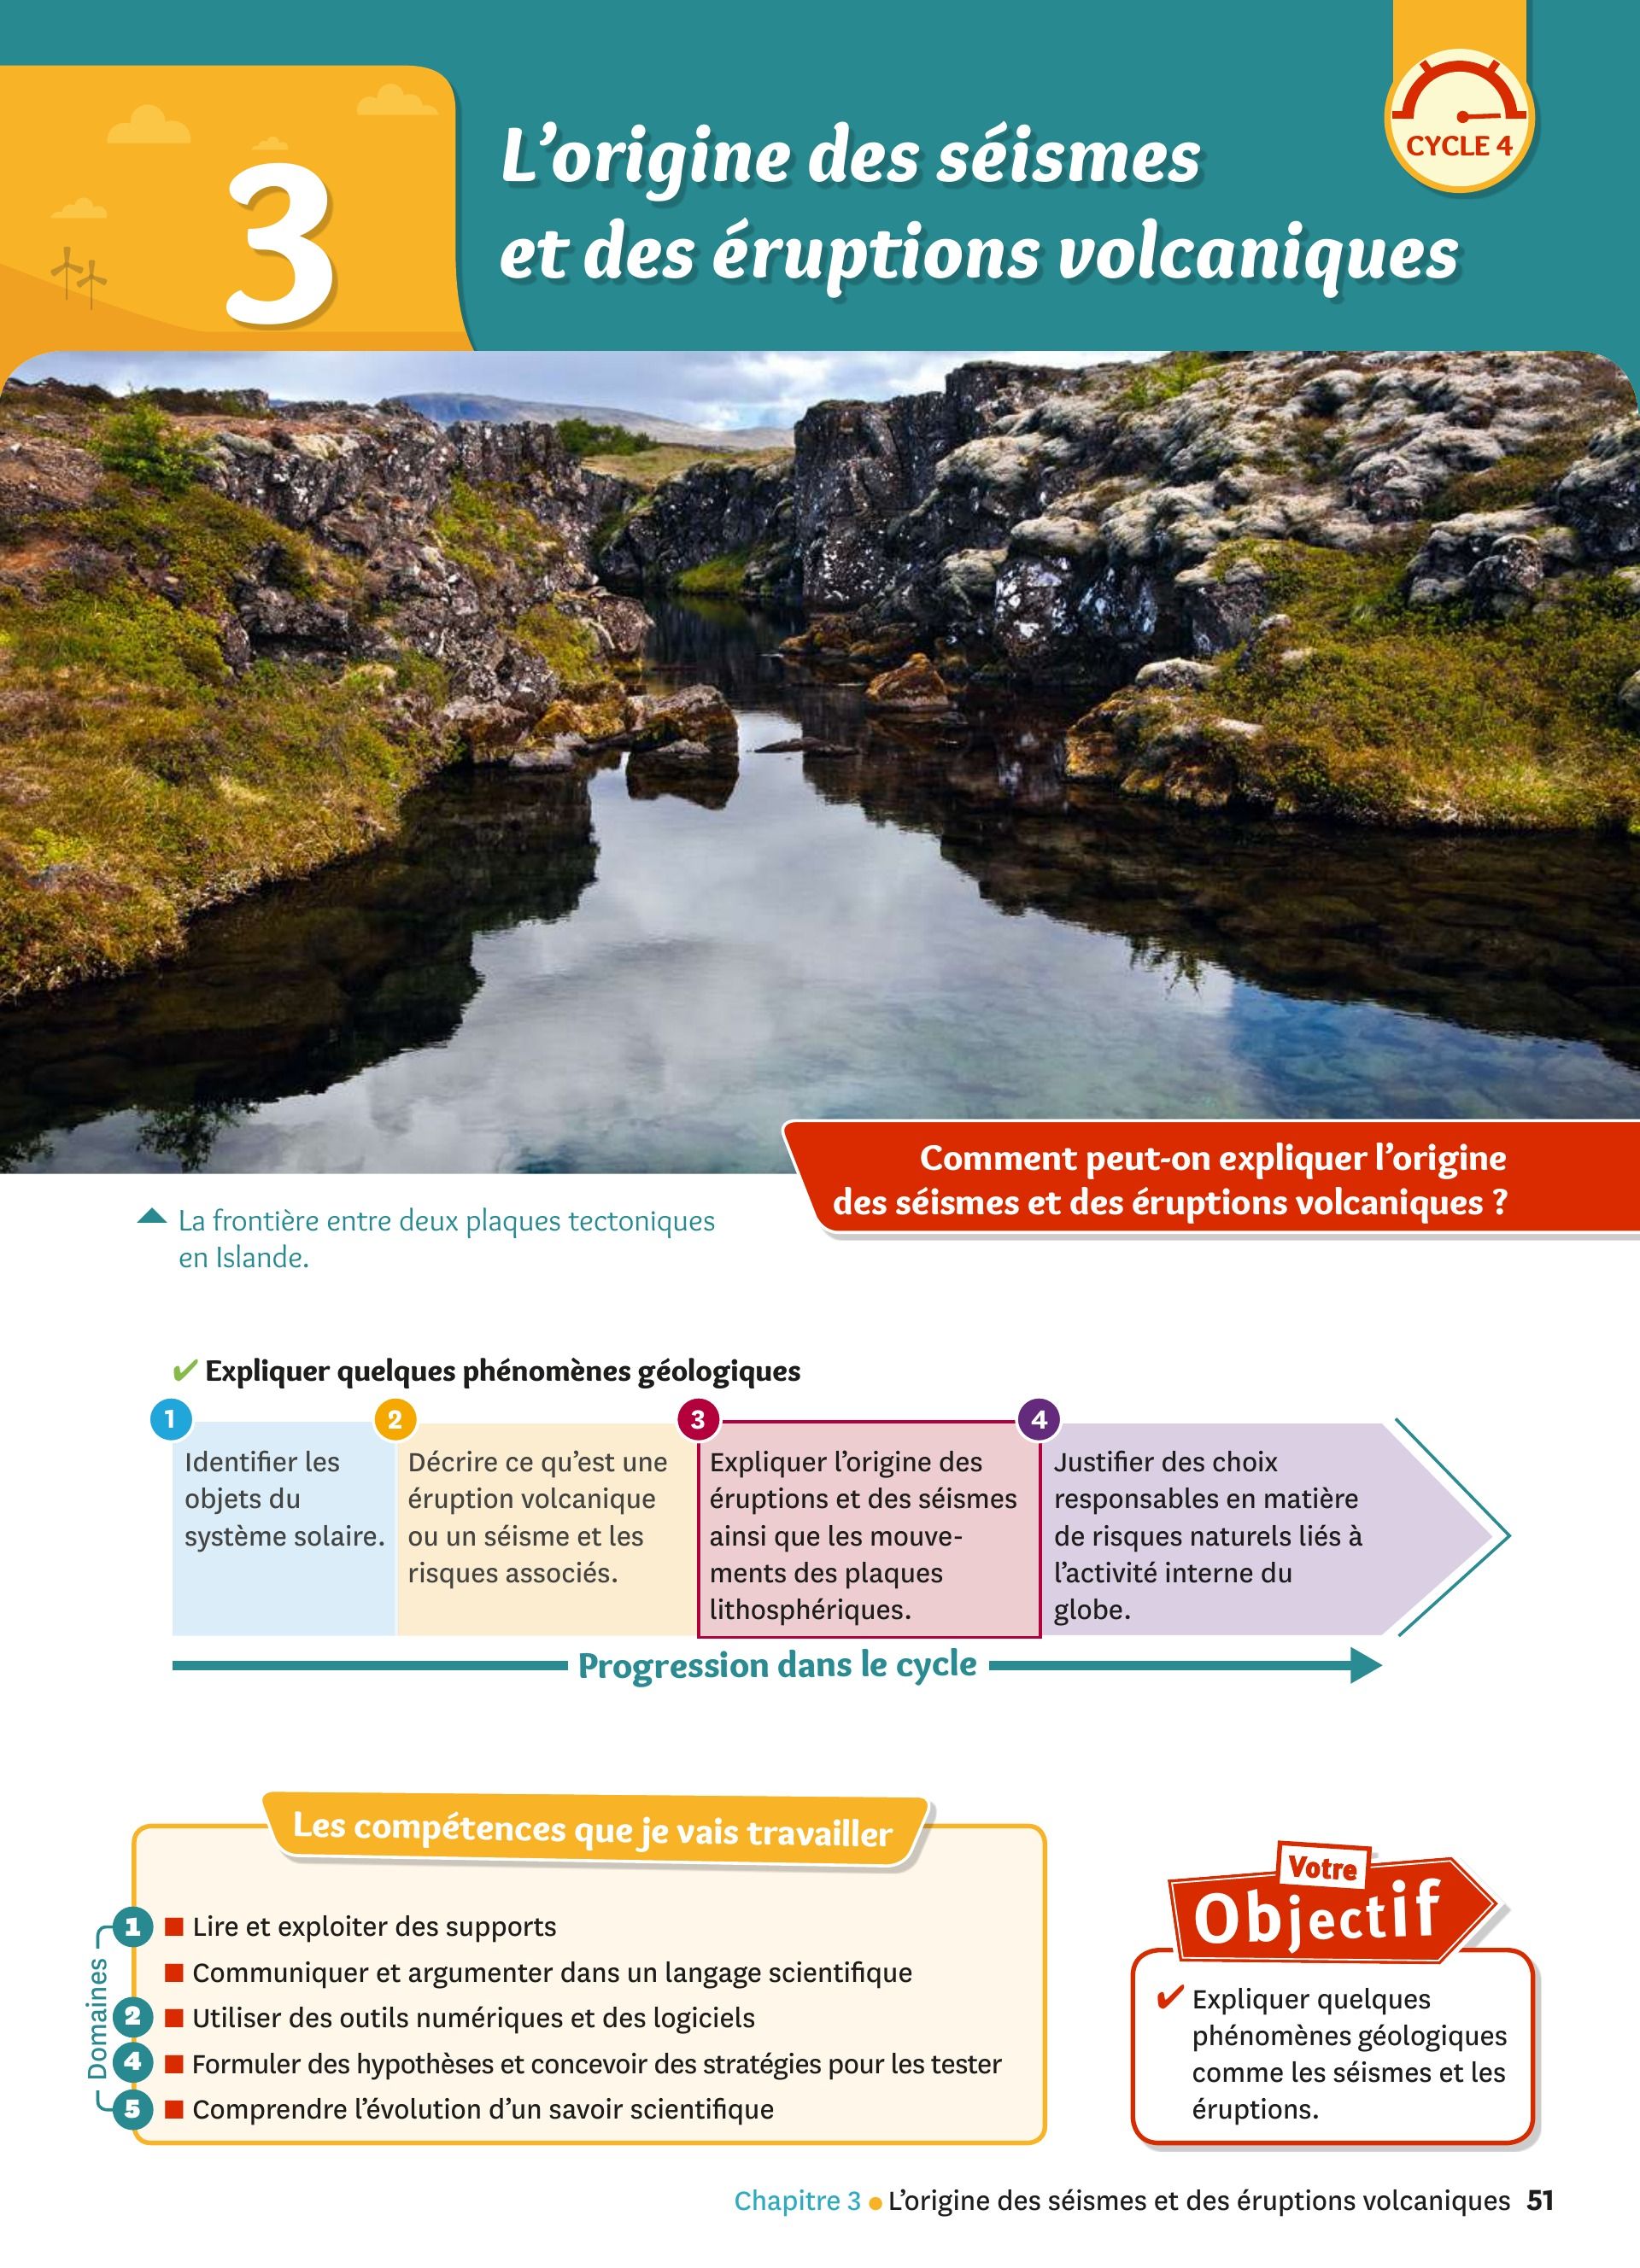 3
L’origine des séismes
et des éruptions volcaniques
CYCLE 4
Comment peut-on expliquer l’origine
des séismes et des éruptions volcaniques ?
La frontière entre deux plaques tectoniques
en Islande.
✔ Expliquer quelques phénomènes géologiques
1
Identifier les
objets du
système solaire.
2
Décrire ce qu’est une
éruption volcanique
ou un séisme et les
risques associés.
3
Expliquer l’origine des
éruptions et des séismes
ainsi que les mouve-
ments des plaques
lithosphériques.
4
Justifier des choix
responsables en matière
de risques naturels liés à
l’activité interne du
globe.
Progression dans le cycle
Les compétences que je vais travailler
Domaines
1 ■ Lire et exploiter des supports
■ Communiquer et argumenter dans un langage scientifique
2 ■ Utiliser des outils numériques et des logiciels
4 ■ Formuler des hypothèses et concevoir des stratégies pour les tester
5 ■ Comprendre l’évolution d’un savoir scientifique
Votre
Objectif
✔ Expliquer quelques
phénomènes géologiques
comme les séismes et les
éruptions.
Chapitre 3 ● L’origine des séismes et des éruptions volcaniques 51